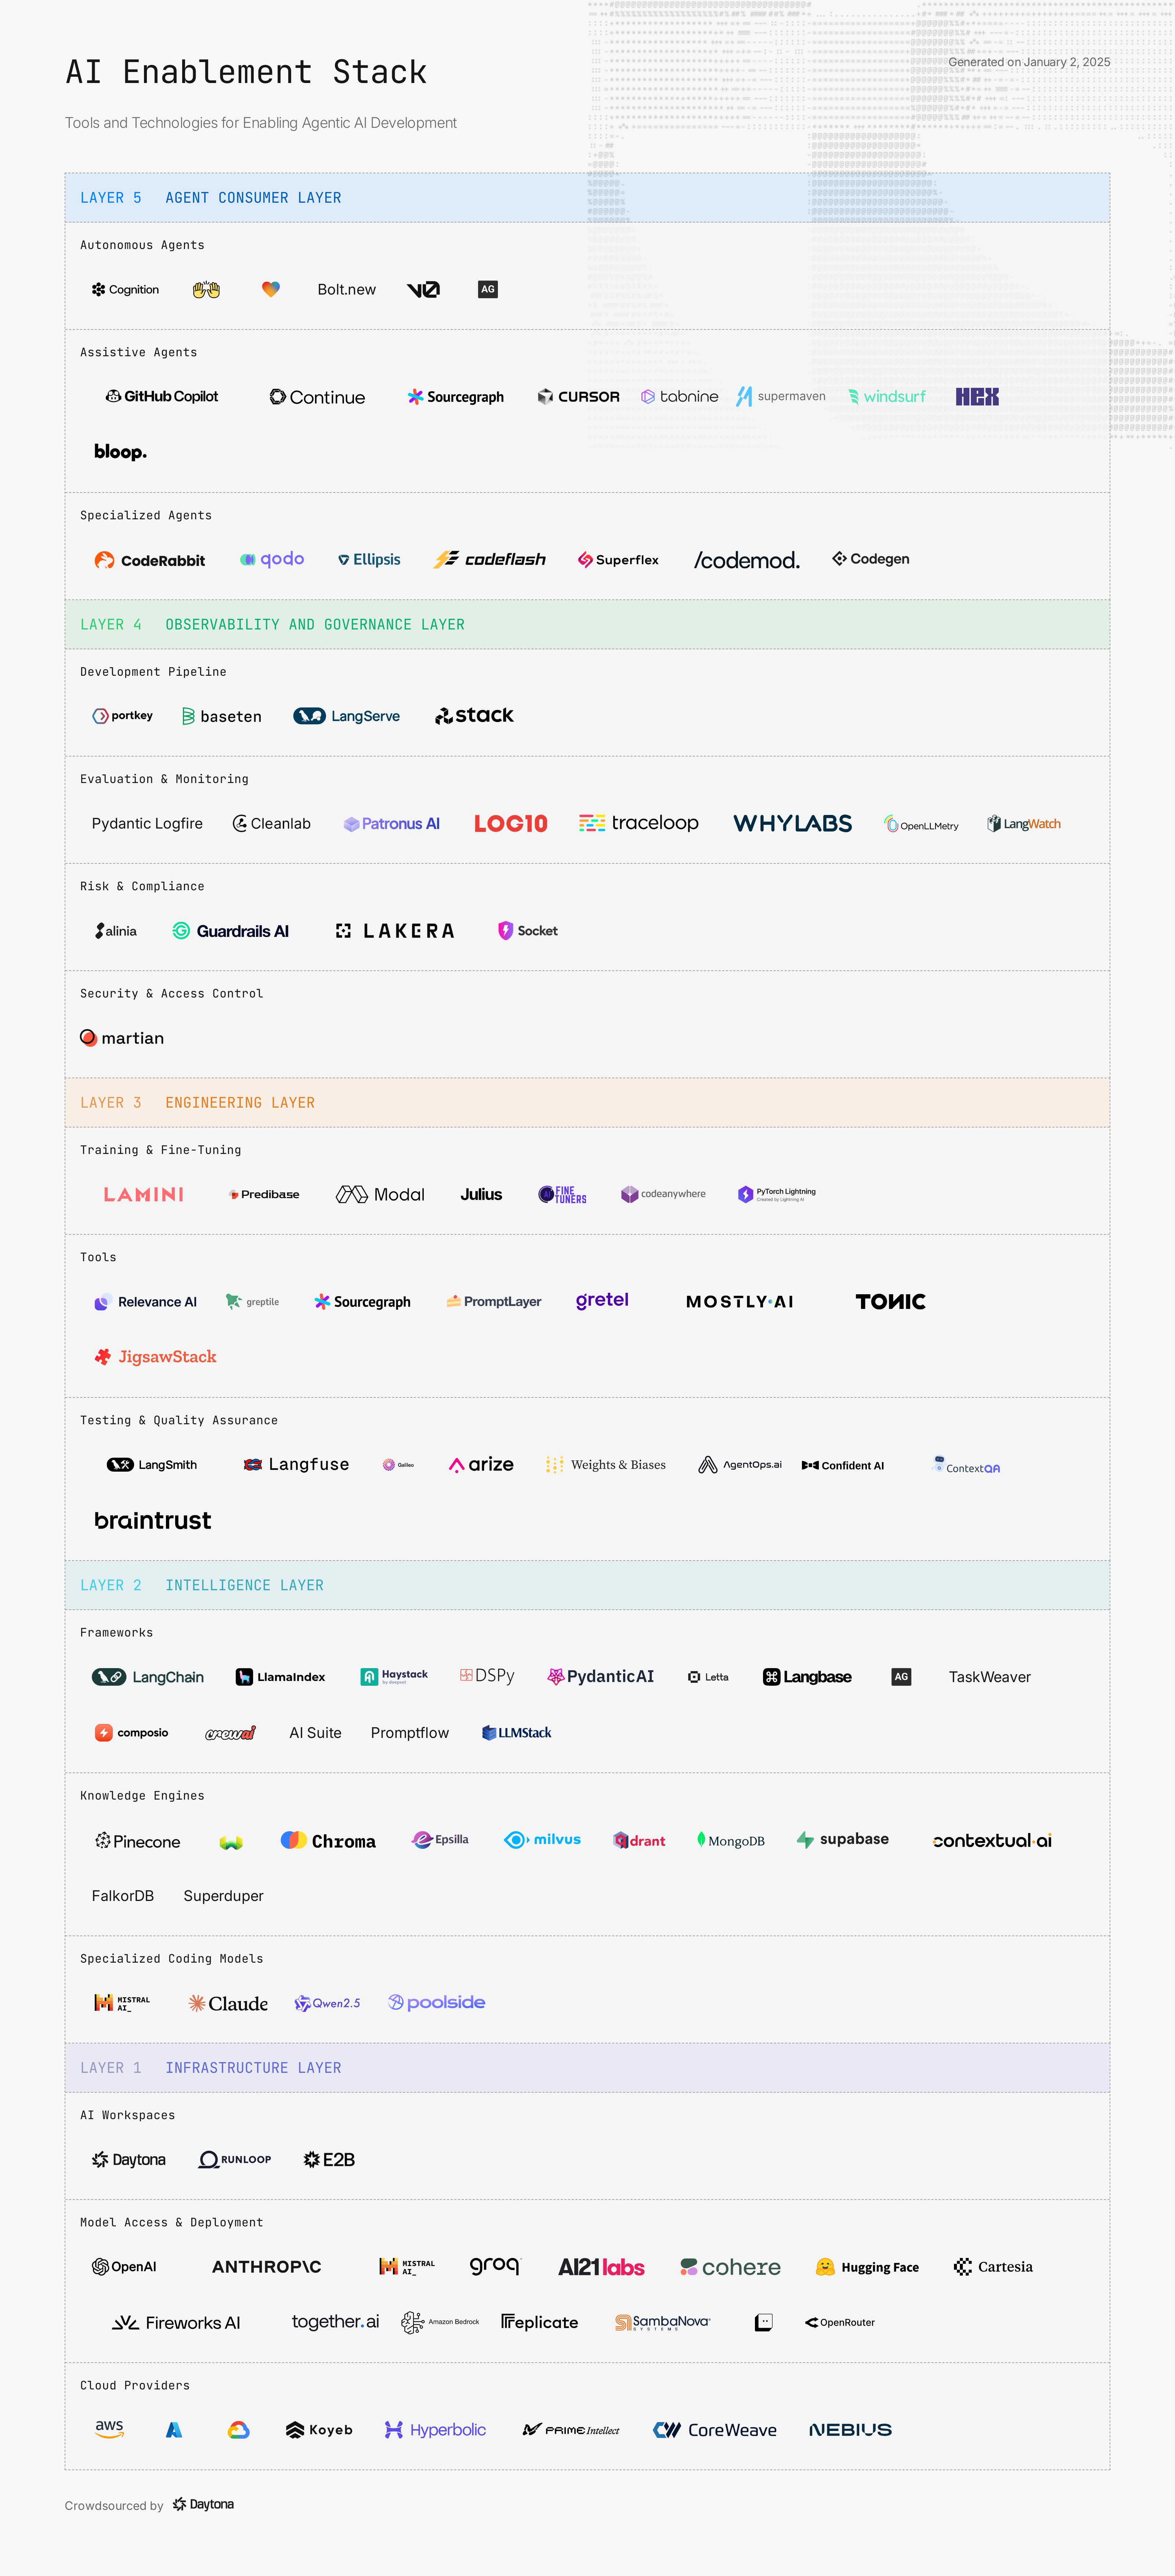 AI Enablement Stack
Generated on January 2, 2025
Tools and Technologies for Enabling Agentic AI Development
LAYER 5 AGENT CONSUMER LAYER
Autonomous Agents
Cognition Bolt.new v0 AG
Assistive Agents
GitHub Copilot Continue Sourcegraph CURSOR tabnine supermaven windsurf HEX
bloop.
Specialized Agents
CodeRabbit qodo Ellipsis codeflash Superflex /codemod. Codegen
LAYER 4 OBSERVABILITY AND GOVERNANCE LAYER
Development Pipeline
portkey baseten LangServe stack
Evaluation & Monitoring
Pydantic Logfire Cleanlab Patronus AI LOG10 traceloop WHYLABS OpenLLMetry LangWatch
Risk & Compliance
alinia Guardrails AI LAKERA Socket
Security & Access Control
martian
LAYER 3 ENGINEERING LAYER
Training & Fine-Tuning
LAMINI Predibase Modal Julius AI FINE TUNERS codeanywhere PyTorch Lightning
Created by Lightning AI
Tools
Relevance AI greptile Sourcegraph PromptLayer gretel MOSTLY·AI TONIC
JigsawStack
Testing & Quality Assurance
LangSmith Langfuse Galileo arize Weights & Biases AgentOps.ai Confident AI ContextQA
braintrust
LAYER 2 INTELLIGENCE LAYER
Frameworks
LangChain LlamaIndex Haystack by deepset DSPy PydanticAI Letta Langbase AG TaskWeaver
composio crewai AI Suite Promptflow LLMStack
Knowledge Engines
Pinecone Chroma Epsilla milvus qdrant MongoDB supabase contextual·ai
FalkorDB Superduper
Specialized Coding Models
MISTRAL AI_ Claude Qwen2.5 poolside
LAYER 1 INFRASTRUCTURE LAYER
AI Workspaces
Daytona RUNLOOP E2B
Model Access & Deployment
OpenAI ANTHROP\C MISTRAL AI_ groq AI21labs cohere Hugging Face Cartesia
Fireworks AI together.ai Amazon Bedrock Replicate SambaNova SYSTEMS OpenRouter
Cloud Providers
aws Koyeb Hyperbolic PRIME Intellect CoreWeave NEBIUS
Crowdsourced by Daytona